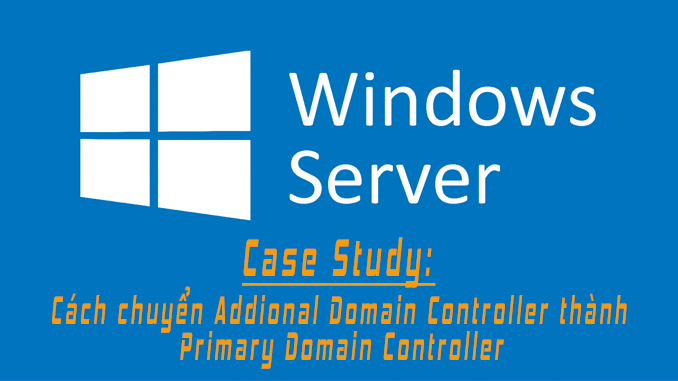 Windows
Server
Case Study:
Cách chuyển Addional Domain Controller thành
Primary Domain Controller